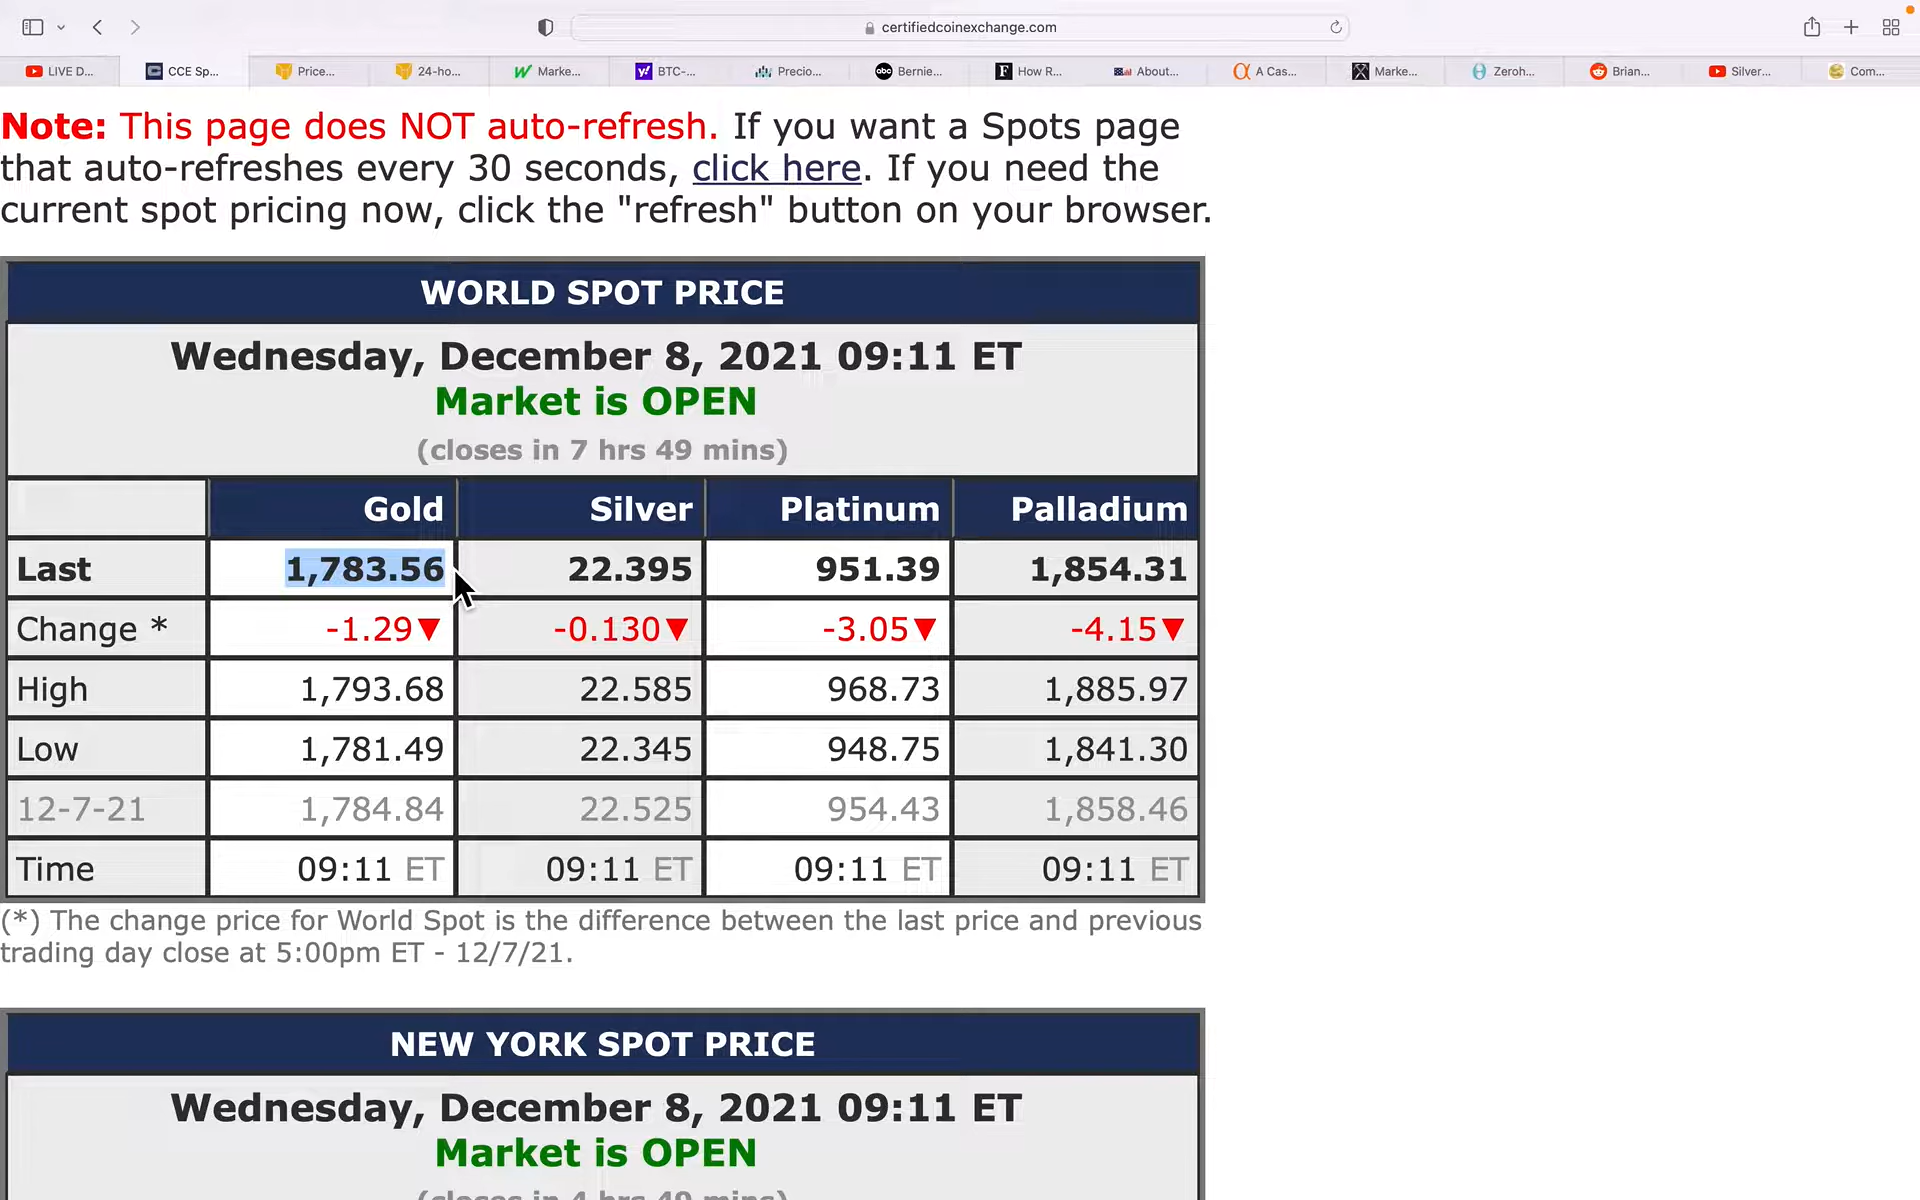 certifiedcoinexchange.com
LIVE D...
CCE Sp...
Price...
24-ho...
Marke...
BTC-...
Precio...
Bernie...
How R...
About...
A Cas...
Marke...
Zeroh...
Brian...
Silver...
Com...
Note: This page does NOT auto-refresh. If you want a Spots page
that auto-refreshes every 30 seconds, click here. If you need the
current spot pricing now, click the "refresh" button on your browser.
WORLD SPOT PRICE
Wednesday, December 8, 2021 09:11 ET
Market is OPEN
(closes in 7 hrs 49 mins)
Gold Silver Platinum Palladium
Last 1,783.56 22.395 951.39 1,854.31
Change * -1.29▼ -0.130▼ -3.05▼ -4.15▼
High 1,793.68 22.585 968.73 1,885.97
Low 1,781.49 22.345 948.75 1,841.30
12-7-21 1,784.84 22.525 954.43 1,858.46
Time 09:11 ET 09:11 ET 09:11 ET 09:11 ET
(*) The change price for World Spot is the difference between the last price and previous
trading day close at 5:00pm ET - 12/7/21.
NEW YORK SPOT PRICE
Wednesday, December 8, 2021 09:11 ET
Market is OPEN
(closes in 4 hrs 49 mins)